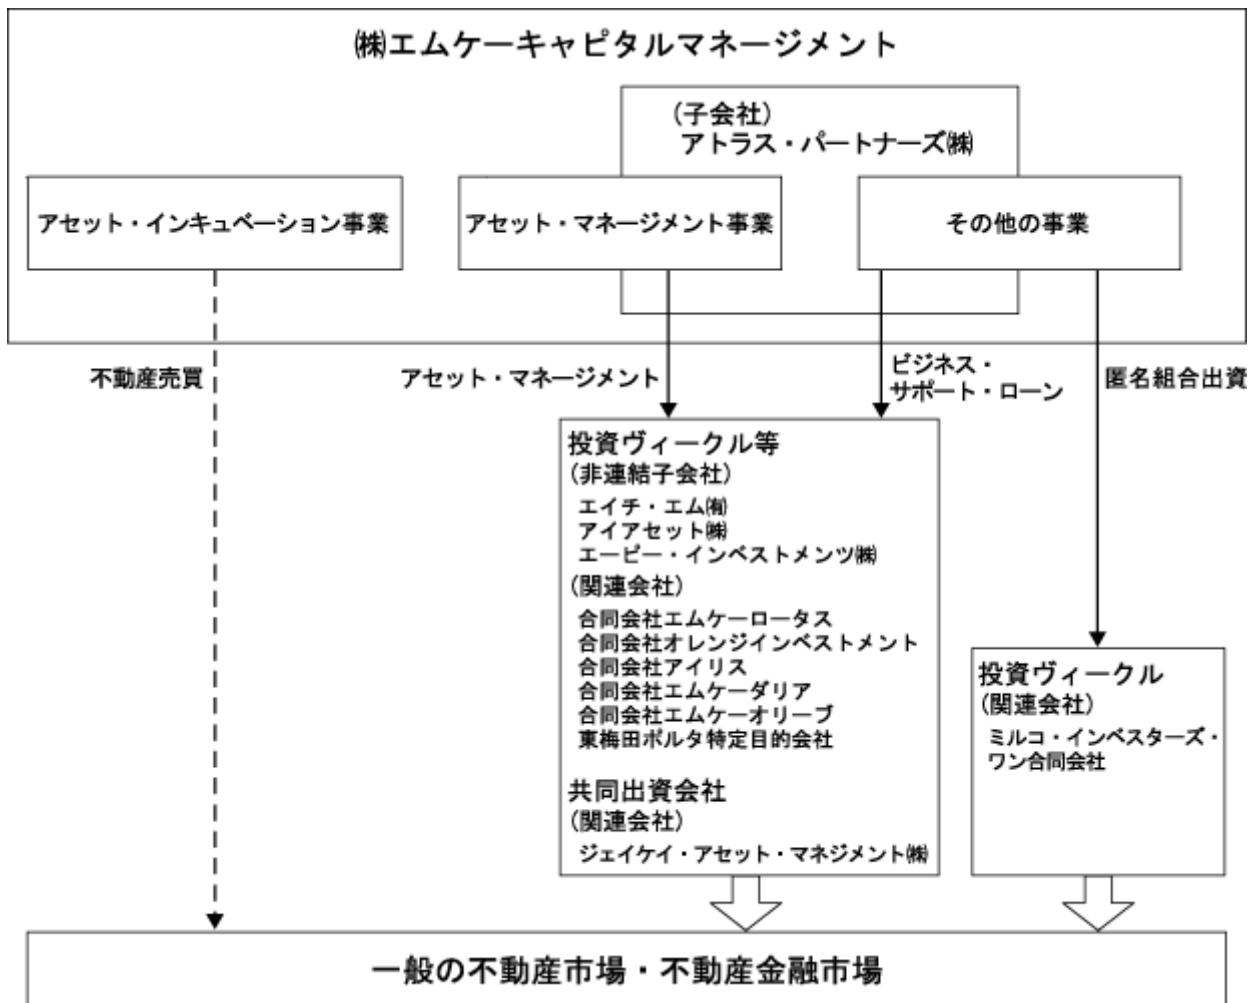 ㈱エムケーキャピタルマネージメント
(子会社)
アトラス・パートナーズ㈱
アセット・インキュベーション事業
アセット・マネージメント事業
その他の事業
不動産売買
アセット・マネージメント
ビジネス・
サポート・ローン
匿名組合出資
投資ヴィークル等
(非連結子会社)
エイチ・エム㈲
アイアセット㈱
エーピー・インベストメンツ㈱
(関連会社)
合同会社エムケーロータス
合同会社オレンジインベストメント
合同会社アイリス
合同会社エムケーダリア
合同会社エムケーオリーブ
東梅田ポルタ特定目的会社
共同出資会社
(関連会社)
ジェイケイ・アセット・マネジメント㈱
投資ヴィークル
(関連会社)
ミルコ・インベスターズ・
ワン合同会社
一般の不動産市場・不動産金融市場